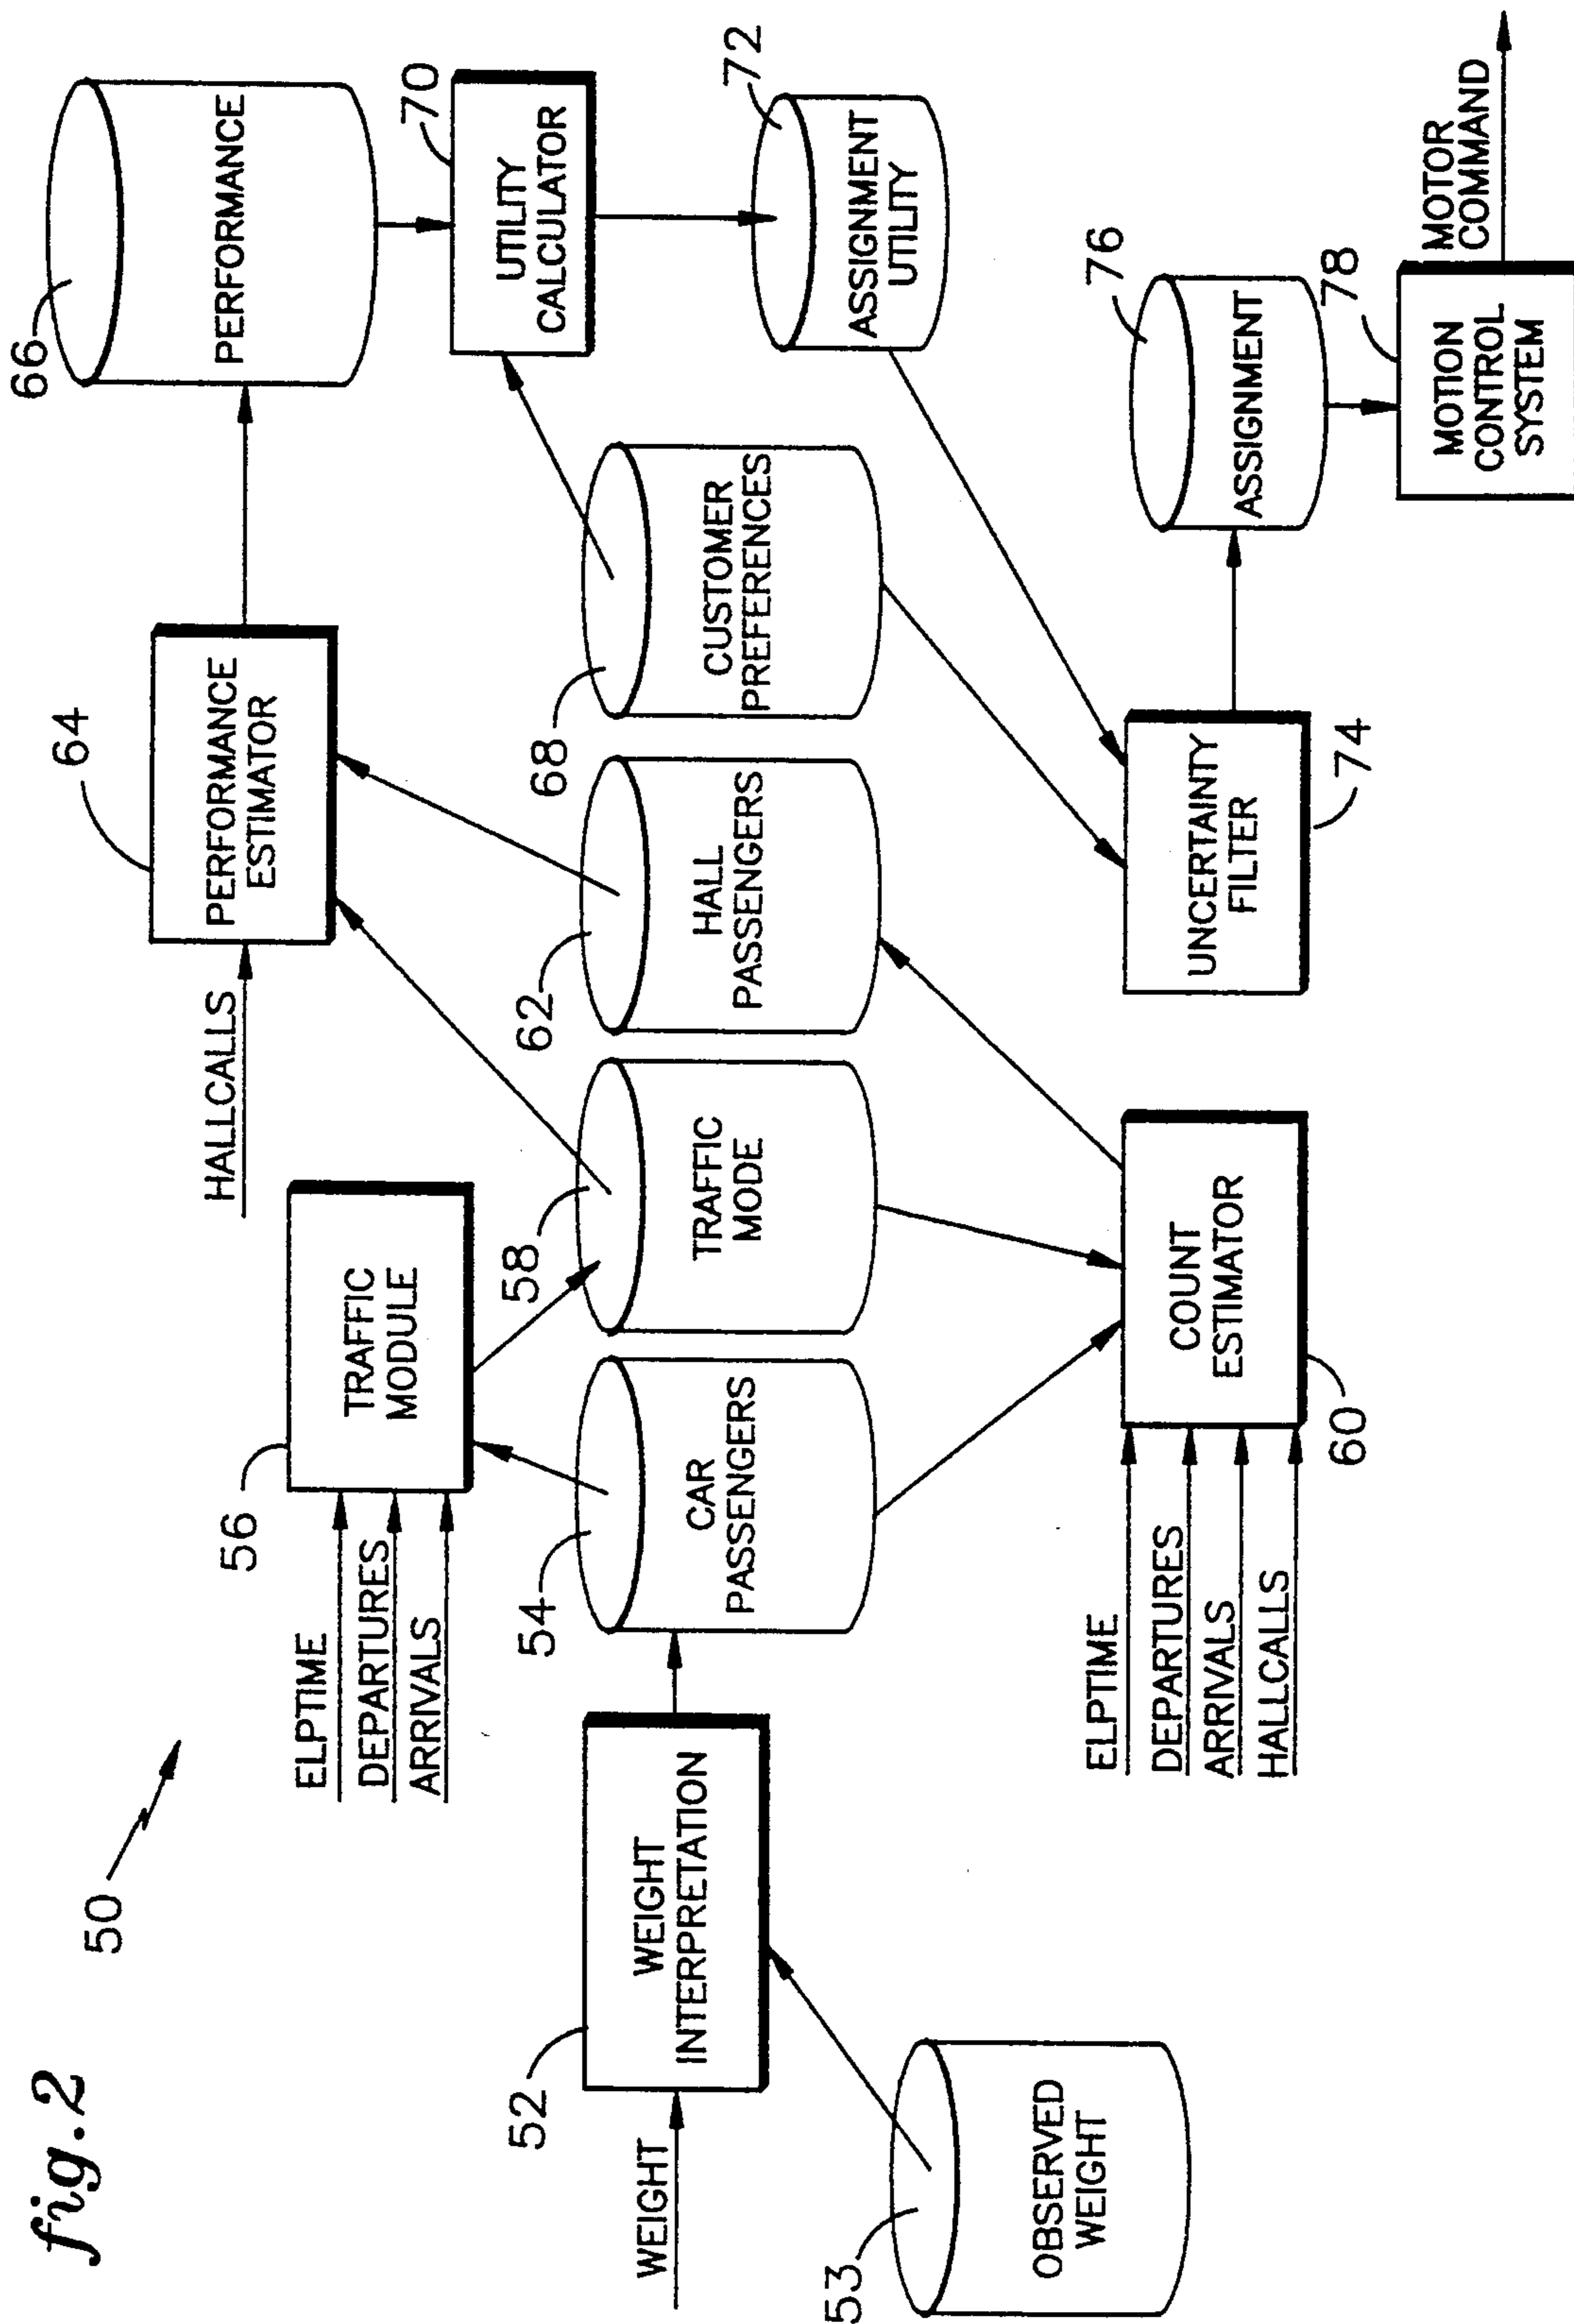 fig.2
50
HALLCALLS
64
PERFORMANCE
ESTIMATOR
66
PERFORMANCE
56
ELPTIME
DEPARTURES
ARRIVALS
TRAFFIC
MODULE
70
UTILITY
CALCULATOR
52
WEIGHT
WEIGHT
INTERPRETATION
54
CAR
PASSENGERS
58
TRAFFIC
MODE
62
HALL
PASSENGERS
68
CUSTOMER
PREFERENCES
72
ASSIGNMENT
UTILITY
53
OBSERVED
WEIGHT
ELPTIME
DEPARTURES
ARRIVALS
HALLCALLS
COUNT
ESTIMATOR
60
UNCERTAINTY
FILTER
74
76
ASSIGNMENT
78
MOTION
CONTROL
SYSTEM
MOTOR
COMMAND